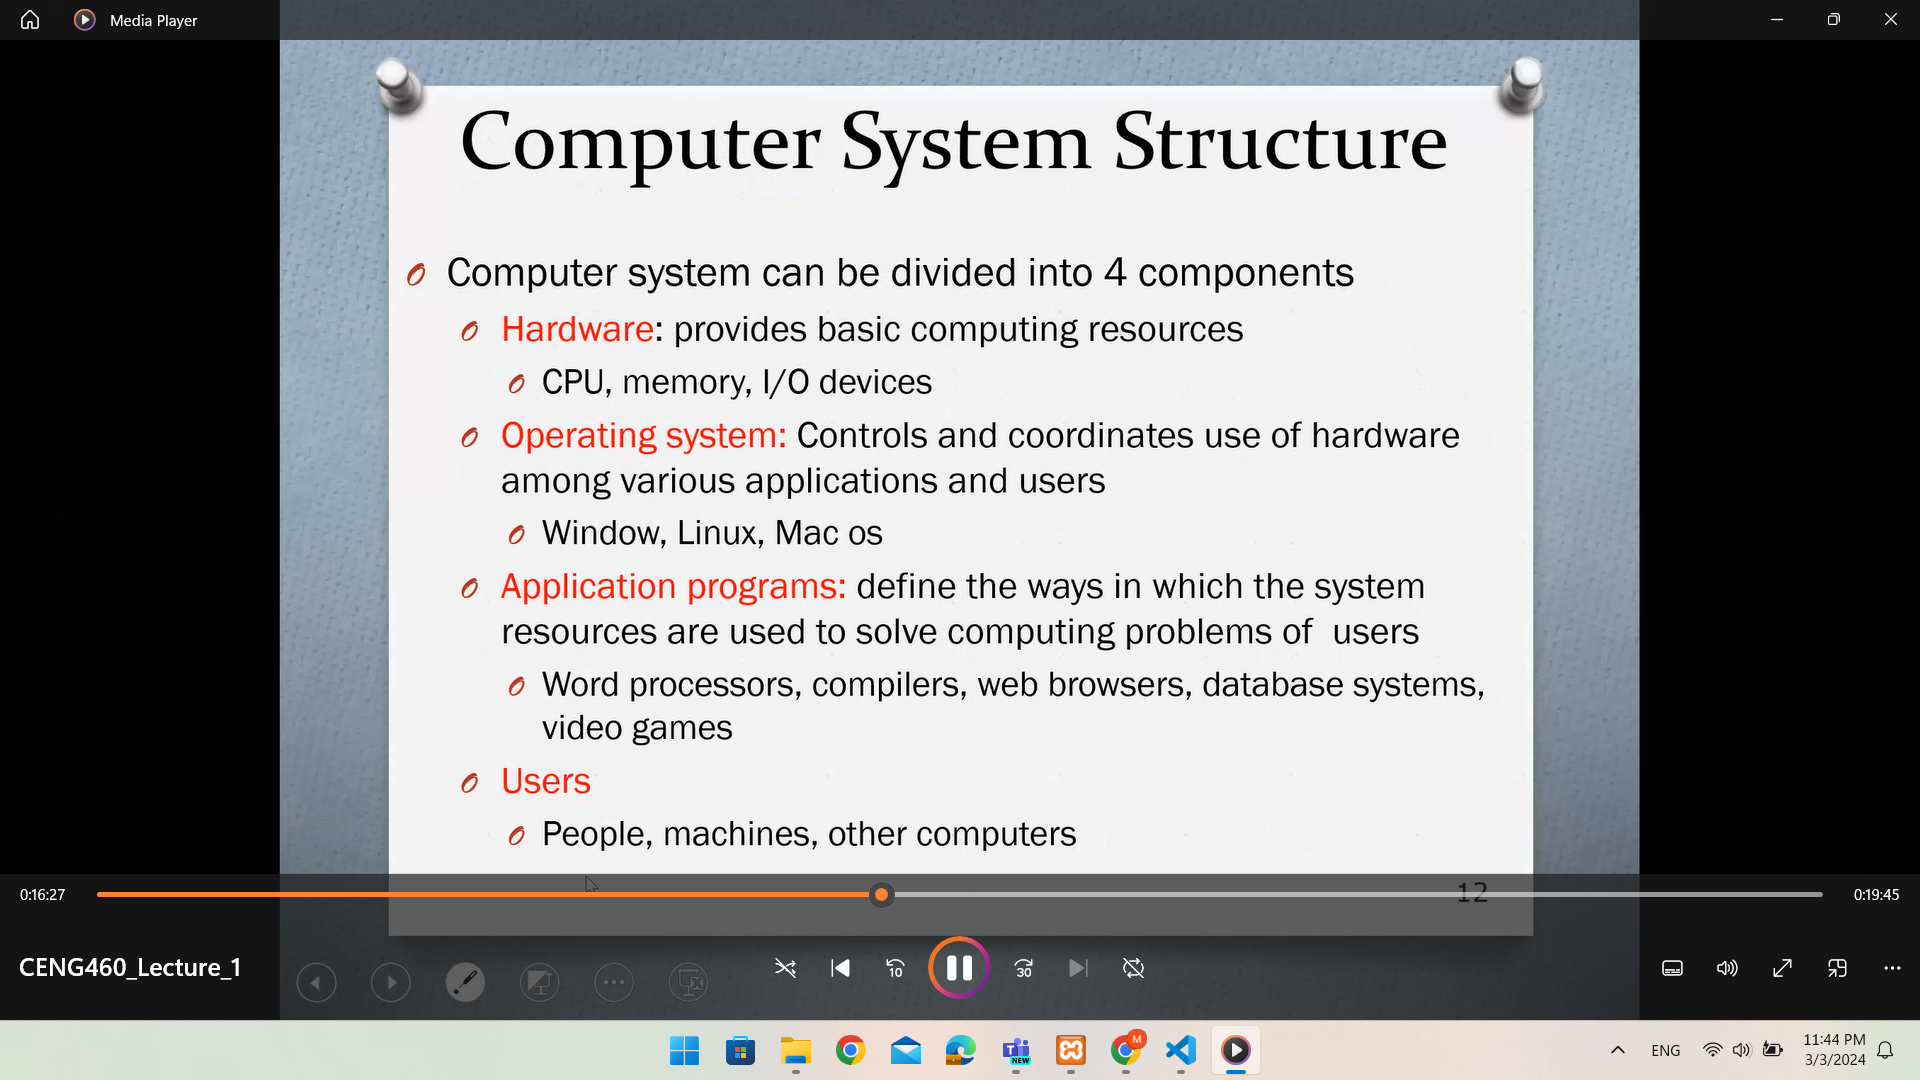 Media Player
Computer System Structure
Computer system can be divided into 4 components
Hardware: provides basic computing resources
CPU, memory, I/O devices
Operating system: Controls and coordinates use of hardware
among various applications and users
Window, Linux, Mac os
Application programs: define the ways in which the system
resources are used to solve computing problems of users
Word processors, compilers, web browsers, database systems,
video games
Users
People, machines, other computers
12
0:16:27
0:19:45
CENG460_Lecture_1
10
30
NEW
M
ENG
11:44 PM
3/3/2024